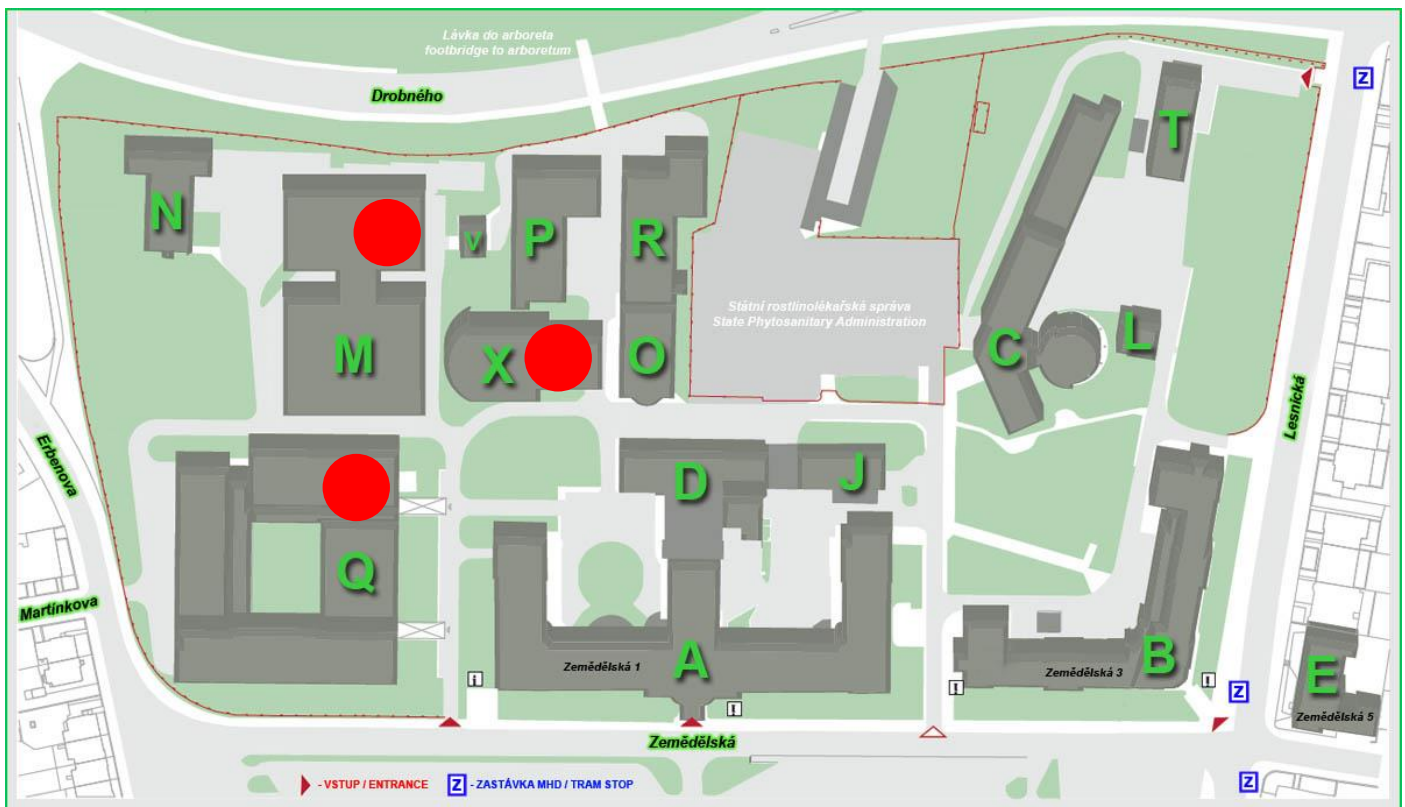 Lávka do arboreta
footbridge to arboretum
Drobného
Z
T
N
V
P
R
Státní rostlinolékařská správa
State Phytosanitary Administration
M
X
O
C
L
Lesnická
Erbenova
D
J
Q
Martínkova
Zemědělská 1
A
Zemědělská 3
B
E
i
!
!
!
Z
Zemědělská 5
Zemědělská
- VSTUP / ENTRANCE
Z - ZASTÁVKA MHD / TRAM STOP
Z